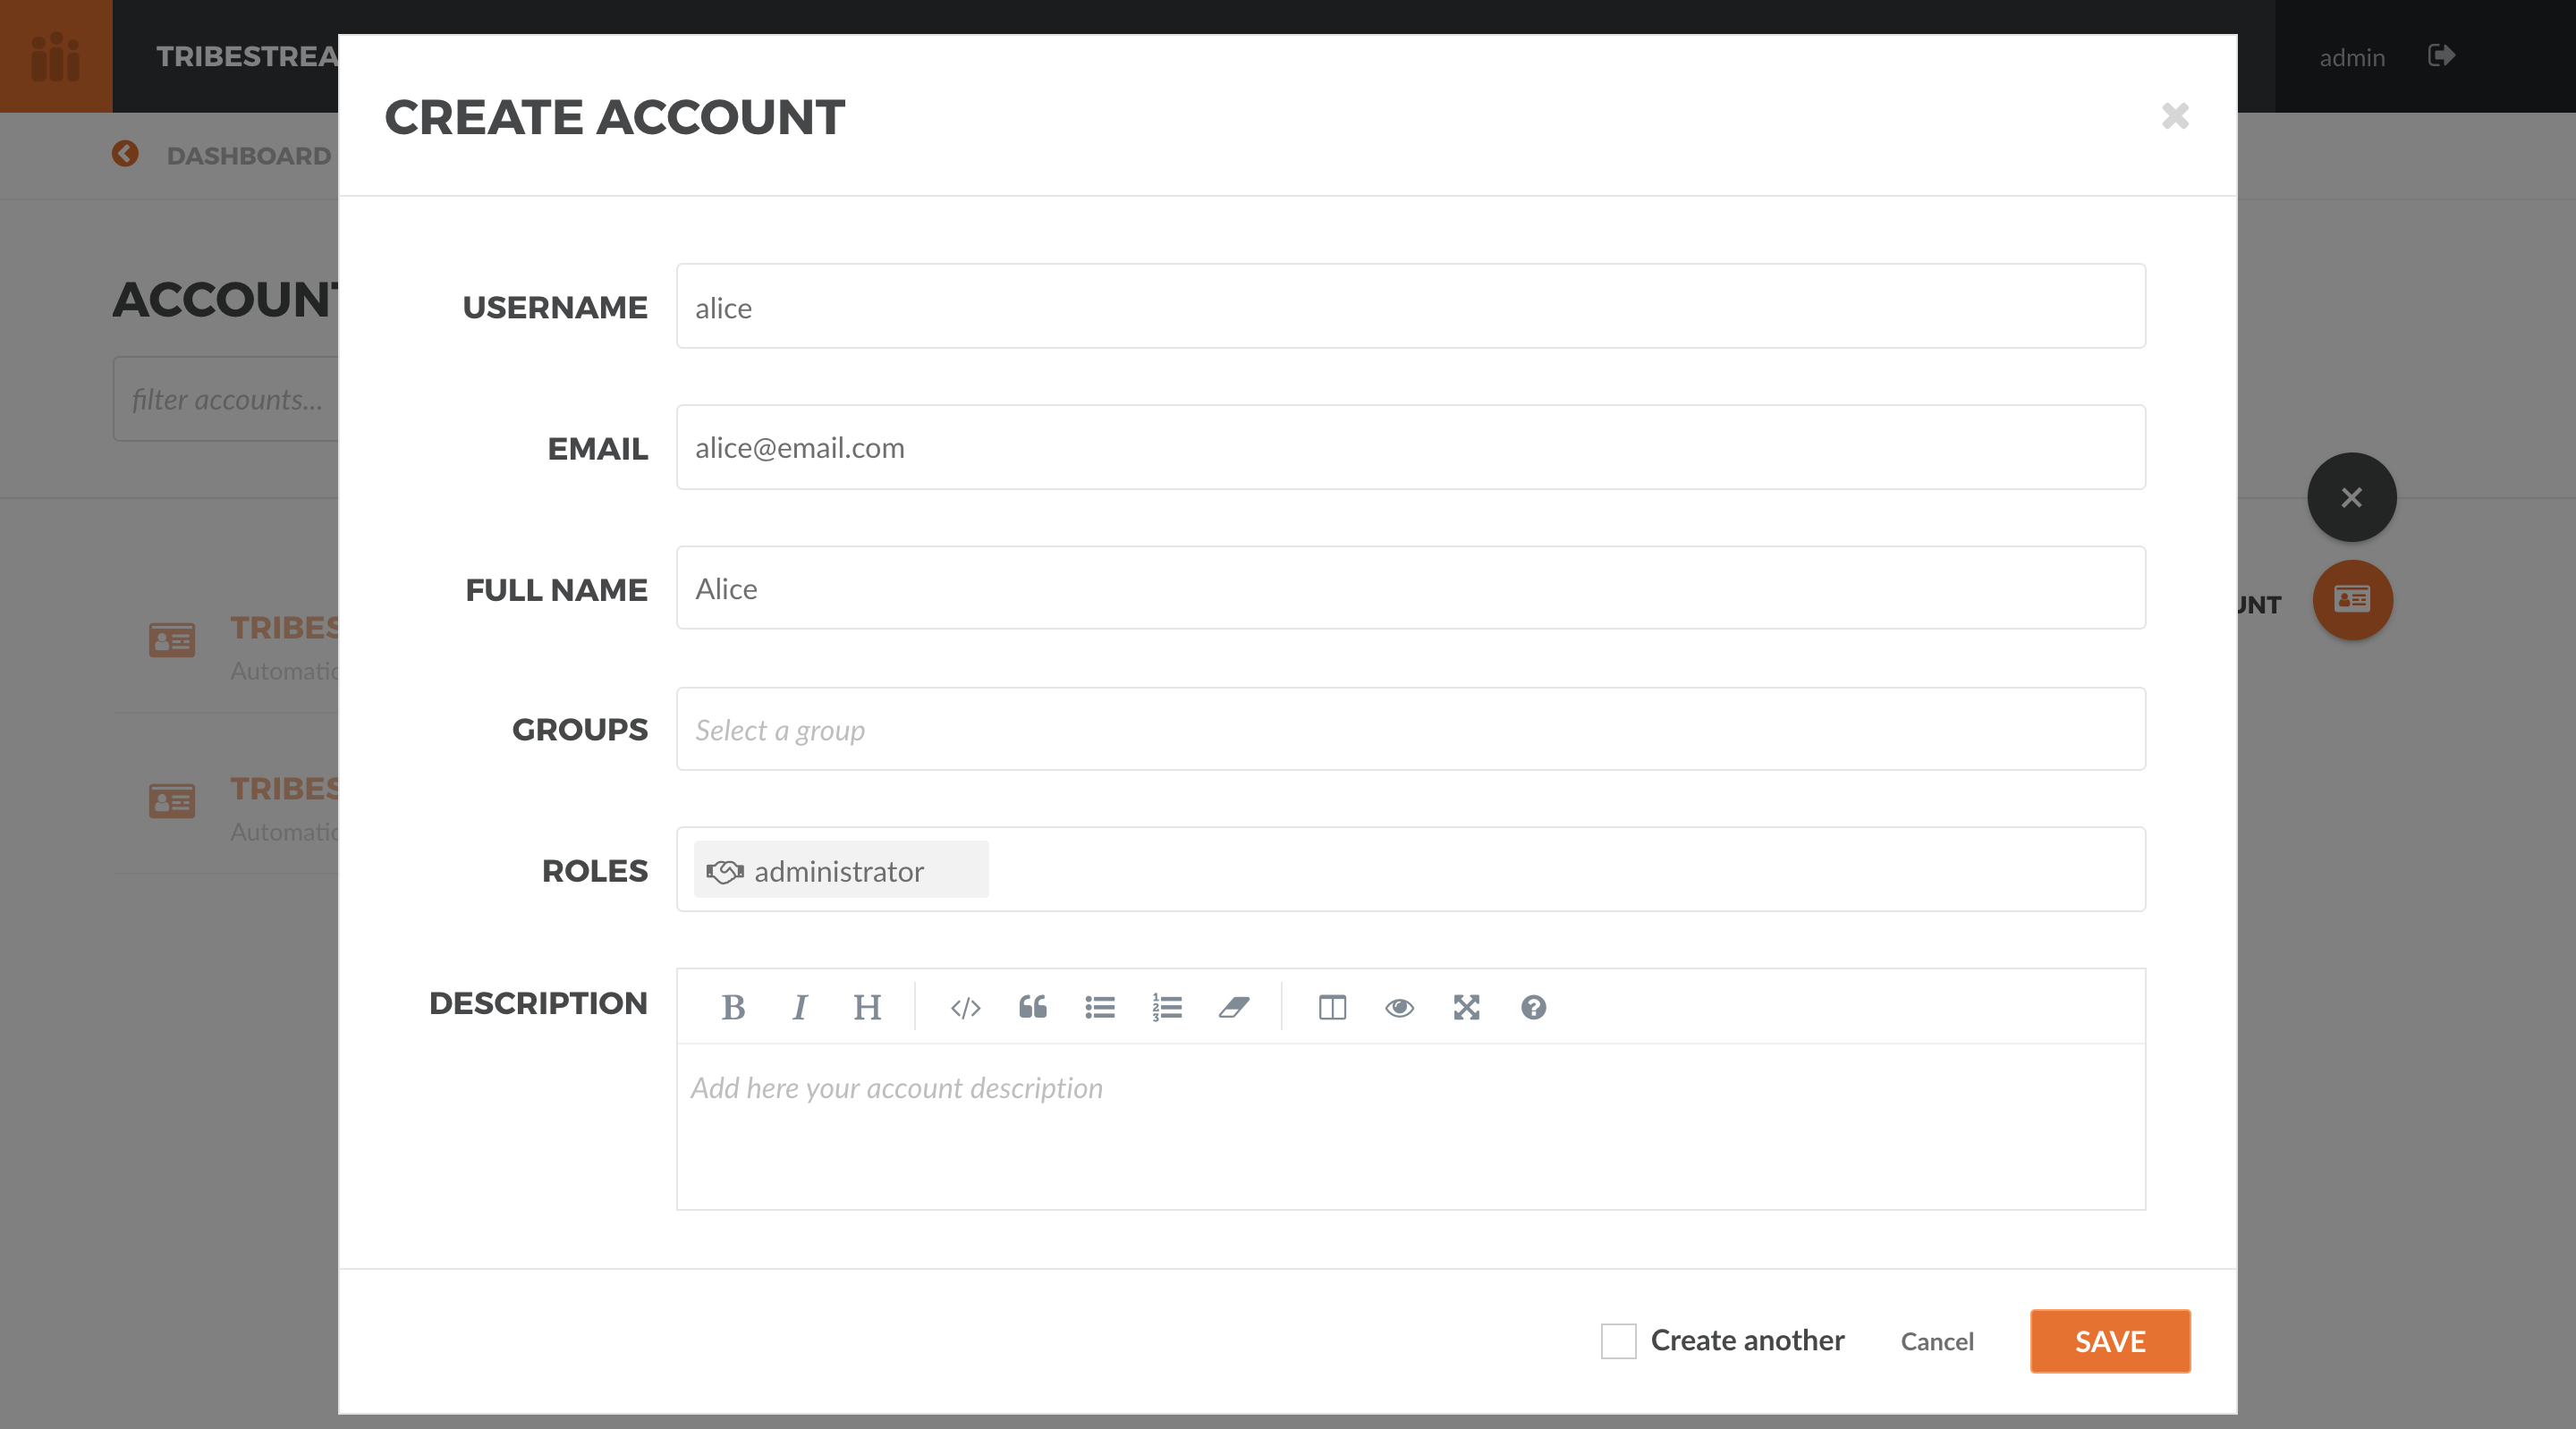 TRIBESTREA
admin
DASHBOARD
ACCOUNT
filter accounts...
TRIBES
Automatic
TRIBES
Automatic
UNT
CREATE ACCOUNT
USERNAME alice
EMAIL alice@email.com
FULL NAME Alice
GROUPS Select a group
ROLES administrator
DESCRIPTION B I H
Add here your account description
Create another Cancel SAVE